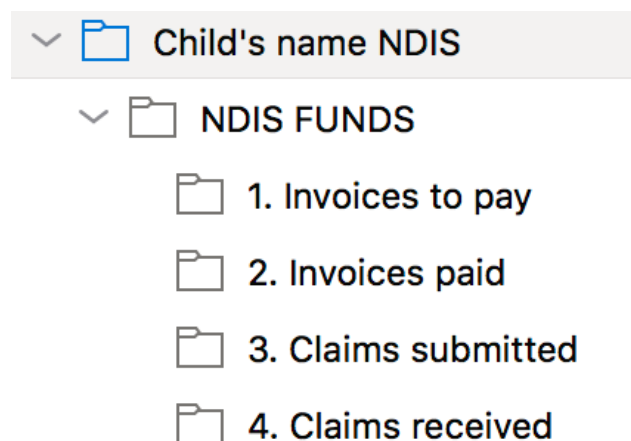 Child's name NDIS
NDIS FUNDS
1. Invoices to pay
2. Invoices paid
3. Claims submitted
4. Claims received